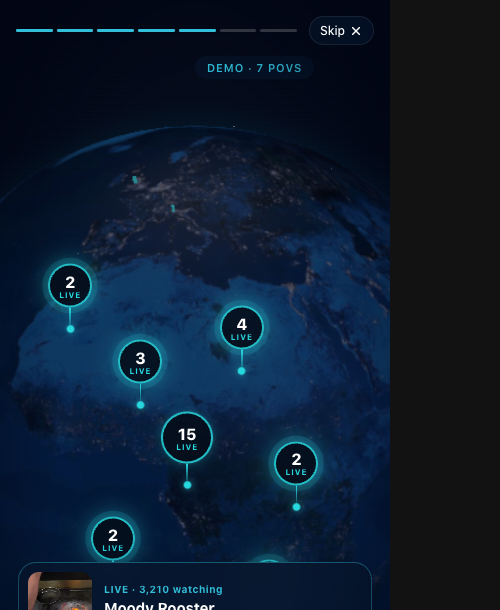 Skip ✕
DEMO · 7 POVS
2
LIVE
4
LIVE
3
LIVE
15
LIVE
2
LIVE
2
LIVE
LIVE · 3,210 watching
Moody Rooster